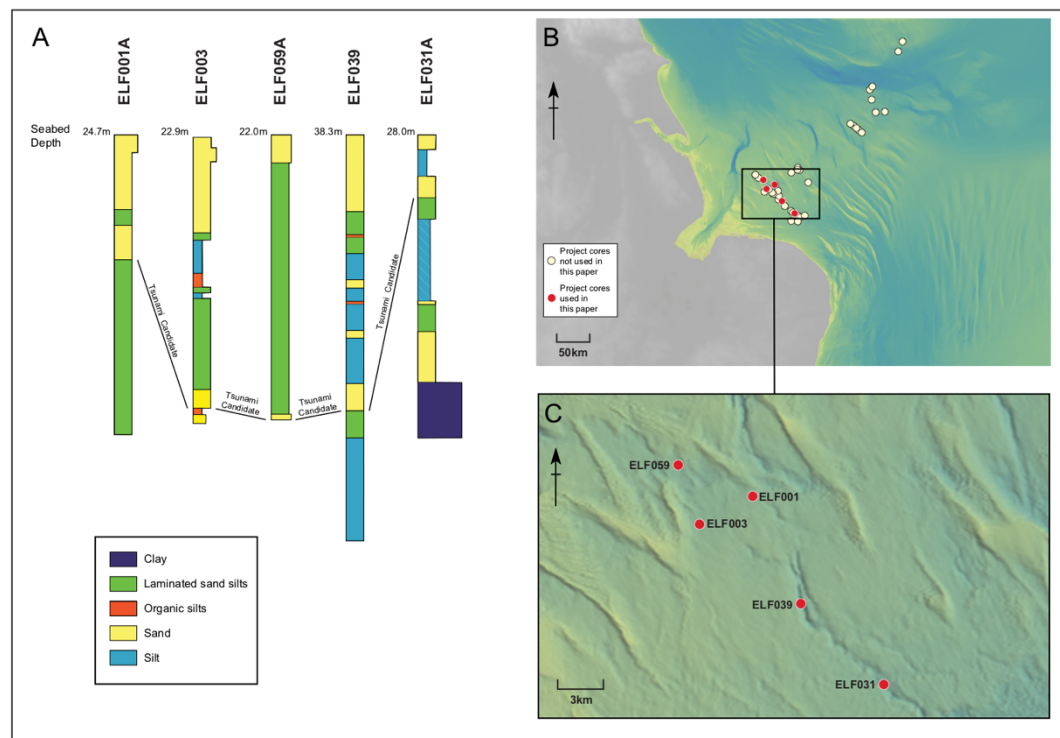 A
ELF001A
ELF003
ELF059A
ELF039
ELF031A
Seabed
Depth
24.7m
22.9m
22.0m
38.3m
28.0m
Tsunami
Candidate
Tsunami
Candidate
Tsunami
Candidate
Tsunami Candidate
Clay
Laminated sand silts
Organic silts
Sand
Silt
B
Project cores
not used in
this paper
Project cores
used in
this paper
50km
C
ELF059
ELF001
ELF003
ELF039
ELF031
3km